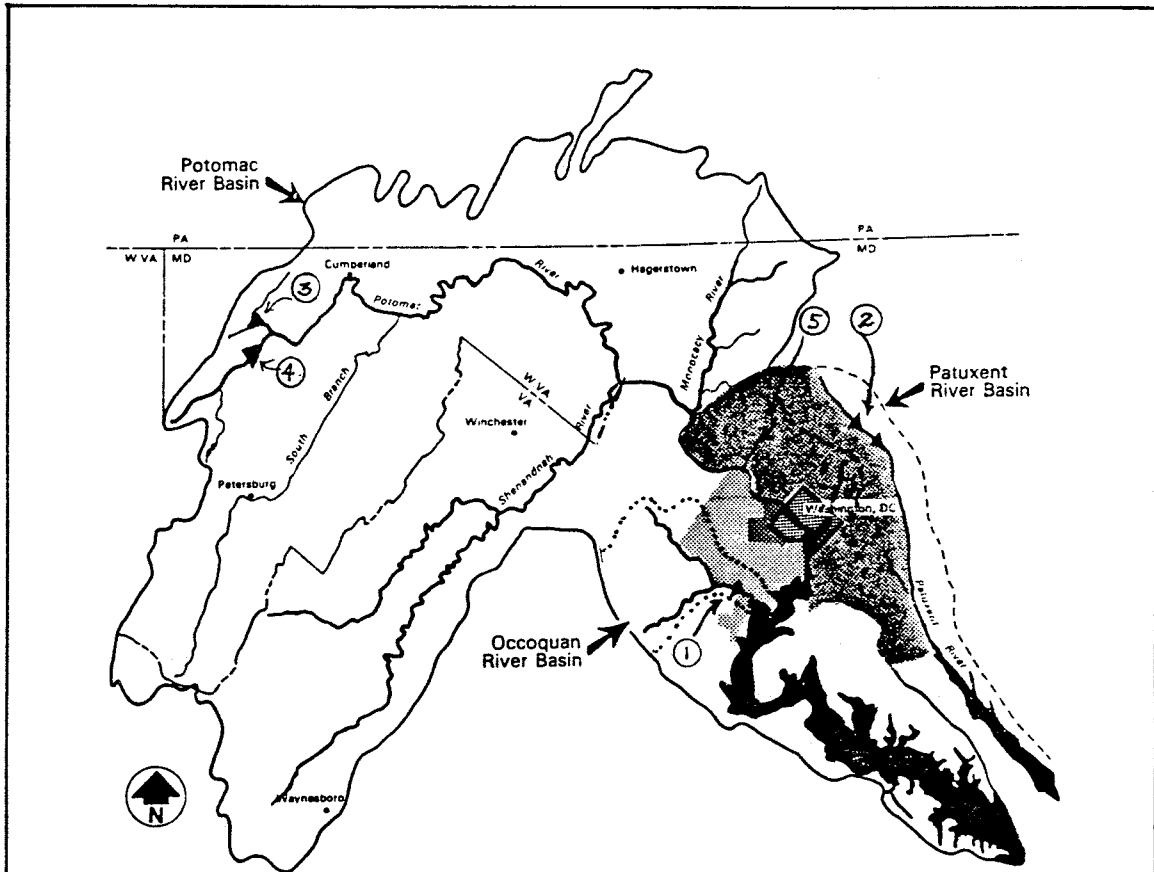 Potomac
River Basin
PA
W.VA
MD
PA
MD
Cumberland
River
Hagerstown
3
Potomac
River
5
2
Monocacy
Patuxent
River Basin
4
W.VA
VA
Branch
Winchester
River
South
Petersburg
Shenandoah
Washington, DC
Patuxent
Occoquan
River Basin
1
River
N
Waynesboro